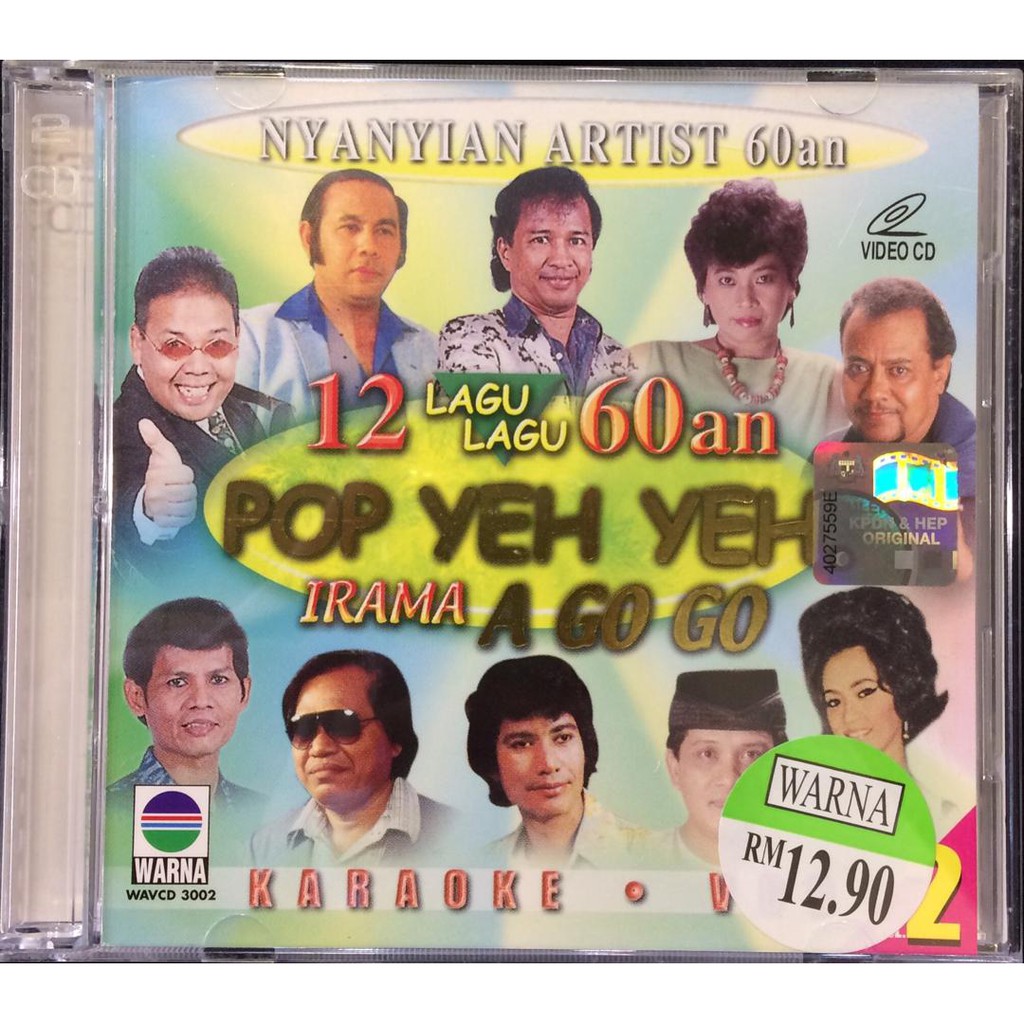 NYANYIAN ARTIST 60an
VIDEO CD
12 LAGU LAGU 60an
POP YEH YEH
IRAMA A GO GO
4027559E
KPDN & HEP
ORIGINAL
WARNA
WAVCD 3002
KARAOKE • V
WARNA
RM12.90
2